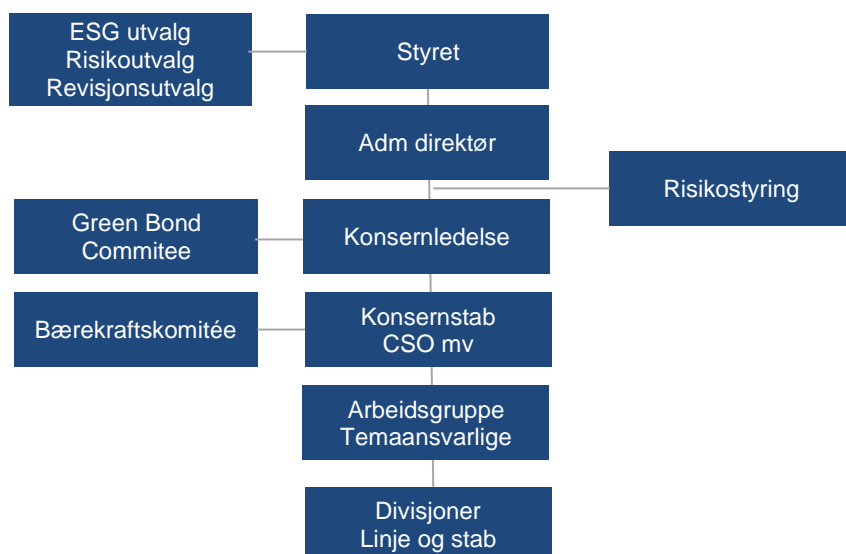 ESG utvalg
Risikoutvalg
Revisjonsutvalg
Styret
Adm direktør
Risikostyring
Green Bond
Commitee
Konsernledelse
Bærekraftskomitée
Konsernstab
CSO mv
Arbeidsgruppe
Temaansvarlige
Divisjoner
Linje og stab